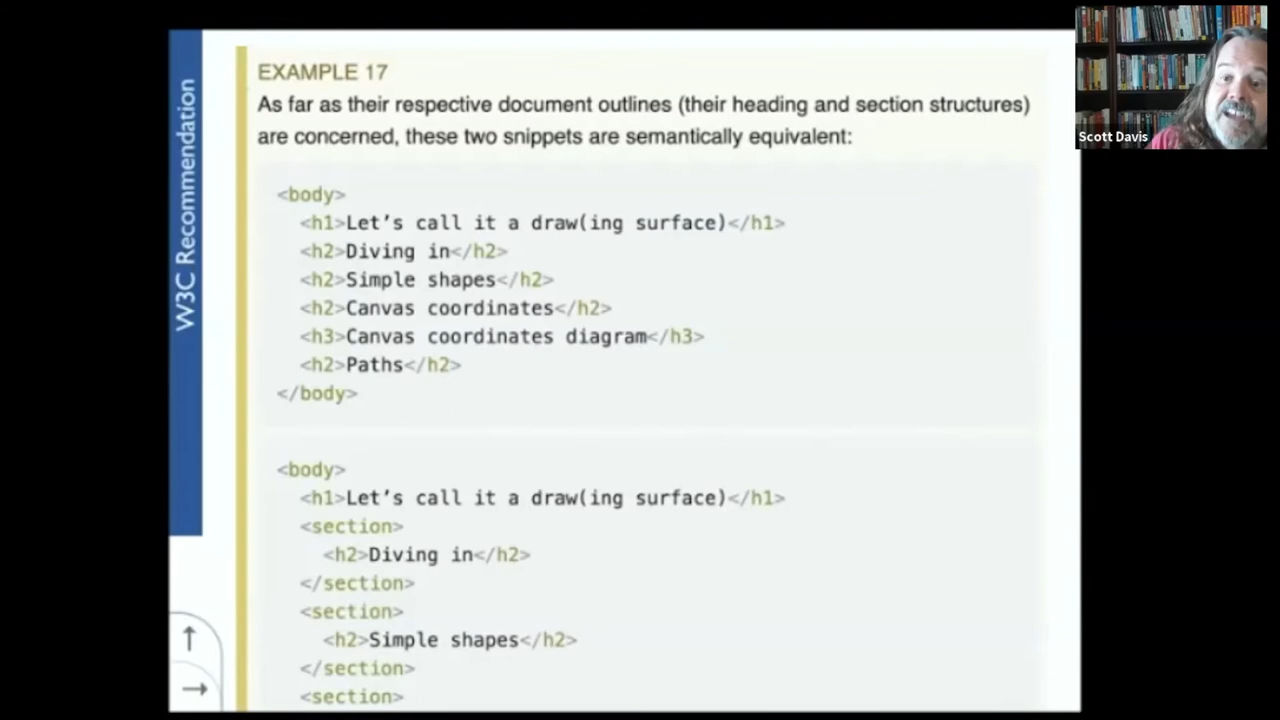 W3C Recommendation
EXAMPLE 17
As far as their respective document outlines (their heading and section structures)
are concerned, these two snippets are semantically equivalent:
<body>
<h1>Let’s call it a draw(ing surface)</h1>
<h2>Diving in</h2>
<h2>Simple shapes</h2>
<h2>Canvas coordinates</h2>
<h3>Canvas coordinates diagram</h3>
<h2>Paths</h2>
</body>
<body>
<h1>Let’s call it a draw(ing surface)</h1>
<section>
<h2>Diving in</h2>
</section>
<section>
<h2>Simple shapes</h2>
</section>
<section>
↑
→
Scott Davis